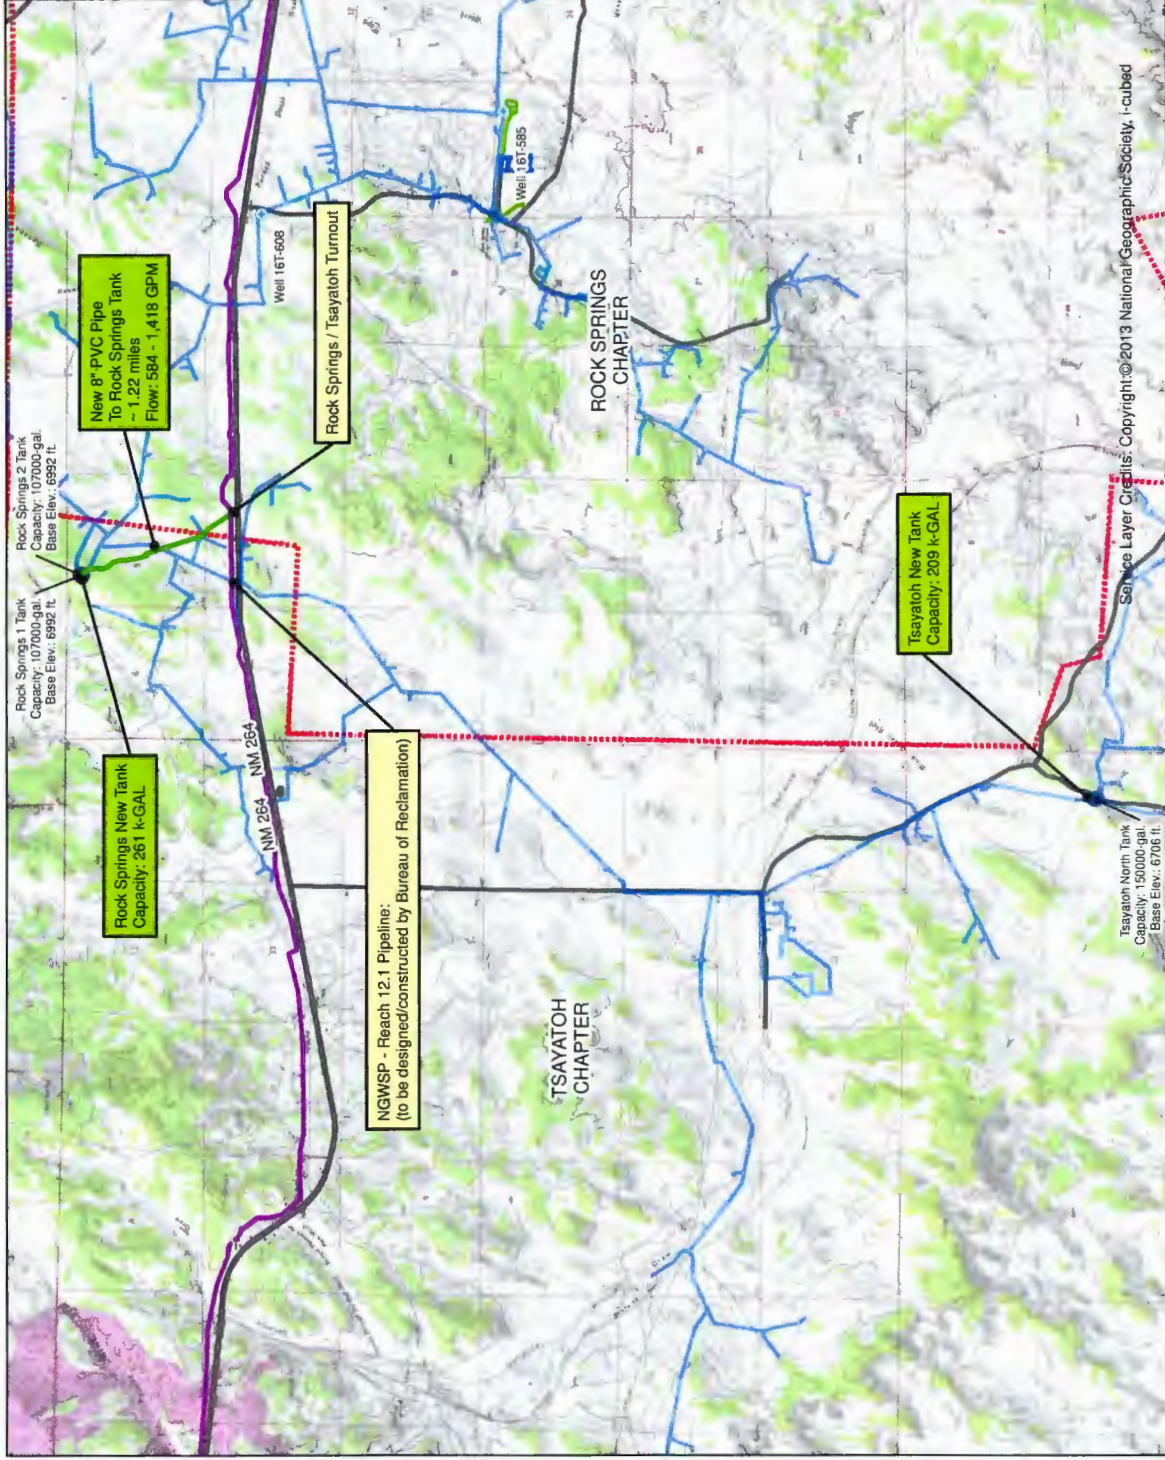 Rock Springs 1 Tank
Capacity: 107000-gal.
Base Elev.: 6992 ft.
Rock Springs 2 Tank
Capacity: 107000-gal.
Base Elev.: 6992 ft.
New 8" PVC Pipe
To Rock Springs Tank
~ 1.22 miles
Flow: 584 - 1,418 GPM
Rock Springs New Tank
Capacity: 261 k-GAL
Rock Springs / Tsayatoh Turnout
Well 16T-608
Well 16T-585
NM 264
NM 264
NGWSP - Reach 12.1 Pipeline:
(to be designed/constructed by Bureau of Reclamation)
ROCK SPRINGS
CHAPTER
TSAYATOH
CHAPTER
Tsayatoh New Tank
Capacity: 209 k-GAL
Tsayatoh North Tank
Capacity: 150000-gal.
Base Elev.: 6706 ft.
Service Layer Credits: Copyright:© 2013 National Geographic Society, i-cubed